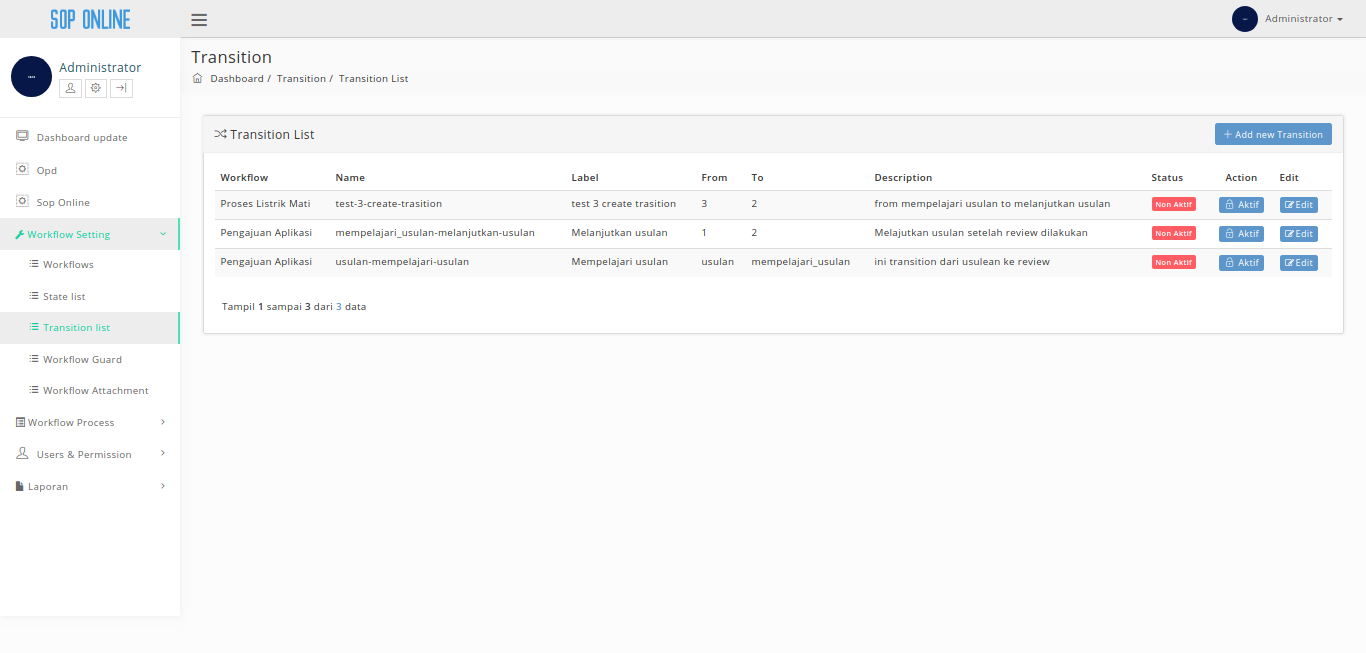 SOP ONLINE
Administrator
Administrator
Dashboard update
Opd
Sop Online
Workflow Setting
Workflows
State list
Transition list
Workflow Guard
Workflow Attachment
Workflow Process
Users & Permission
Laporan
Transition
Dashboard / Transition / Transition List
Transition List
+ Add new Transition
Workflow Name Label From To Description Status Action Edit
Proses Listrik Mati test-3-create-trasition test 3 create trasition 3 2 from mempelajari usulan to melanjutkan usulan Non Aktif Aktif Edit
Pengajuan Aplikasi mempelajari_usulan-melanjutkan-usulan Melanjutkan usulan 1 2 Melajutkan usulan setelah review dilakukan Non Aktif Aktif Edit
Pengajuan Aplikasi usulan-mempelajari-usulan Mempelajari usulan usulan mempelajari_usulan ini transition dari usulean ke review Non Aktif Aktif Edit
Tampil 1 sampai 3 dari 3 data